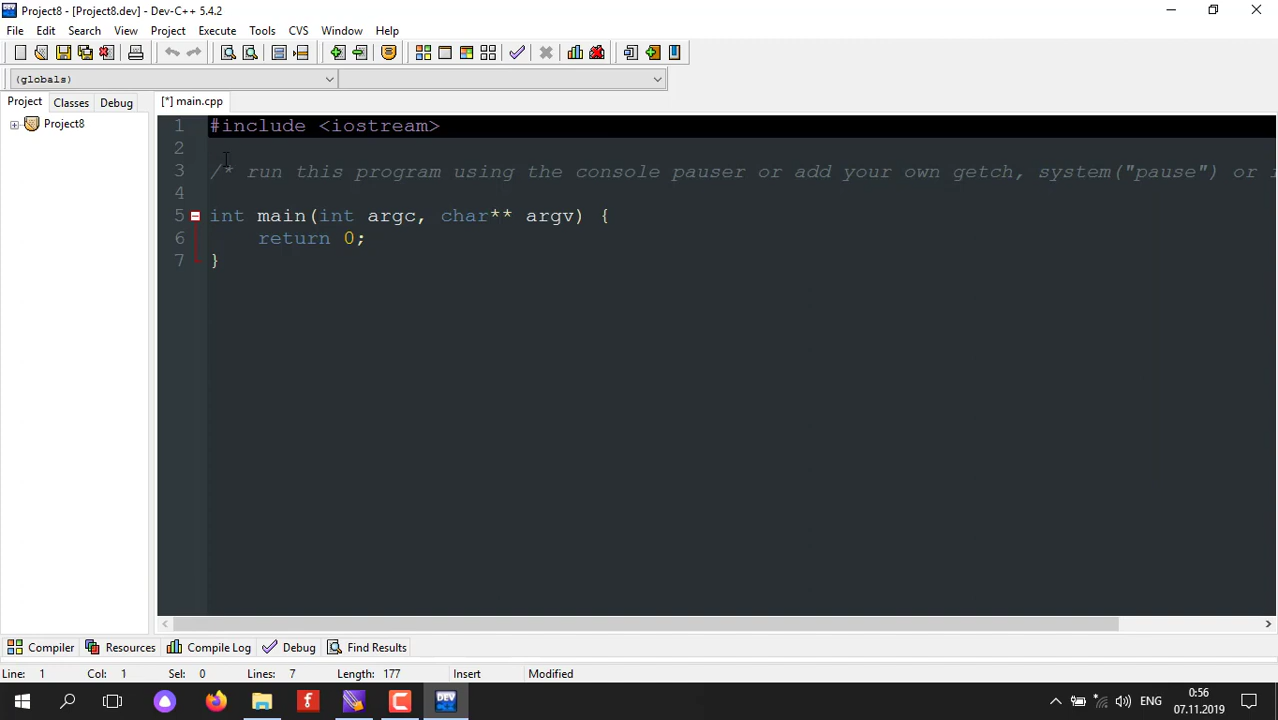 Project8 - [Project8.dev] - Dev-C++ 5.4.2
File Edit Search View Project Execute Tools CVS Window Help
(globals)
Project Classes Debug [*] main.cpp
Project8
1 #include <iostream>
2
3 /* run this program using the console pauser or add your own getch, system("pause") or
4
5 int main(int argc, char** argv) {
6 return 0;
7 }
Compiler Resources Compile Log Debug Find Results
Line: 1 Col: 1 Sel: 0 Lines: 7 Length: 177 Insert Modified
DEV ENG 0:56
07.11.2019